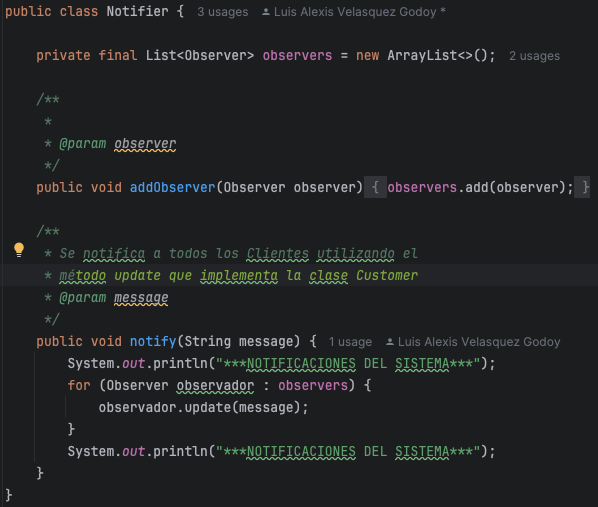 public class Notifier {  3 usages  Luis Alexis Velasquez Godoy *
private final List<Observer> observers = new ArrayList<>();  2 usages
/**
*
* @param observer
*/
public void addObserver(Observer observer) { observers.add(observer); }
/**
* Se notifica a todos los Clientes utilizando el
* método update que implementa la clase Customer
* @param message
*/
public void notify(String message) {  1 usage  Luis Alexis Velasquez Godoy
System.out.println("***NOTIFICACIONES DEL SISTEMA***");
for (Observer observador : observers) {
observador.update(message);
}
System.out.println("***NOTIFICACIONES DEL SISTEMA***");
}
}